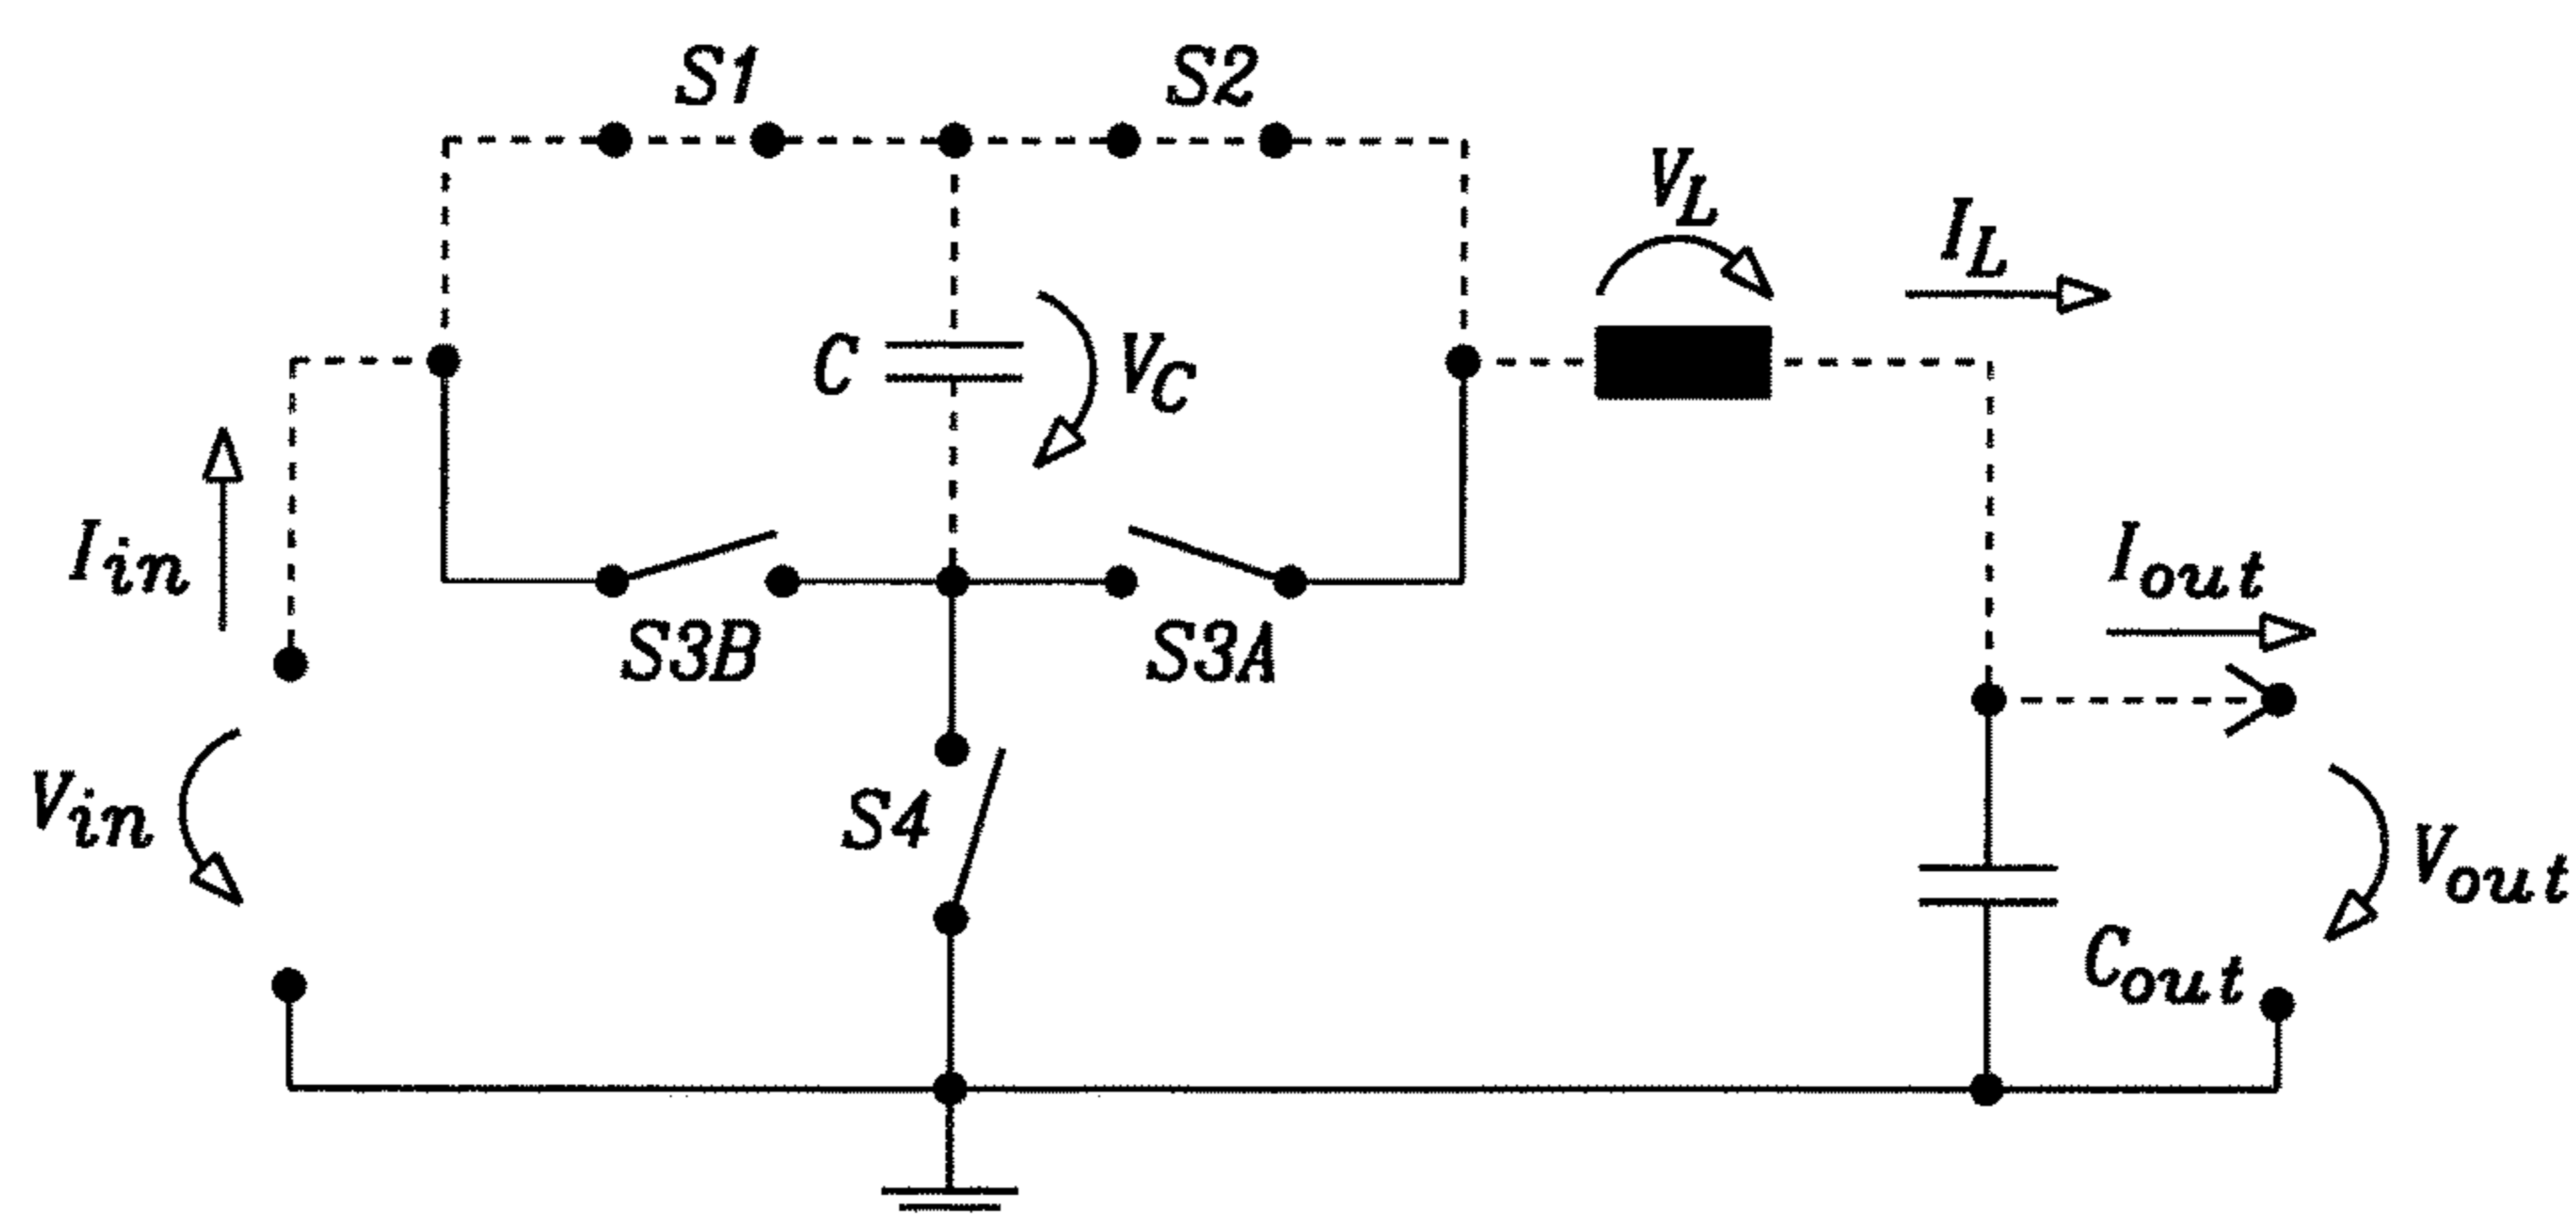 S1
S2
V_L
I_L
C
V_C
I_in
S3B
S3A
I_out
V_in
S4
V_out
C_out